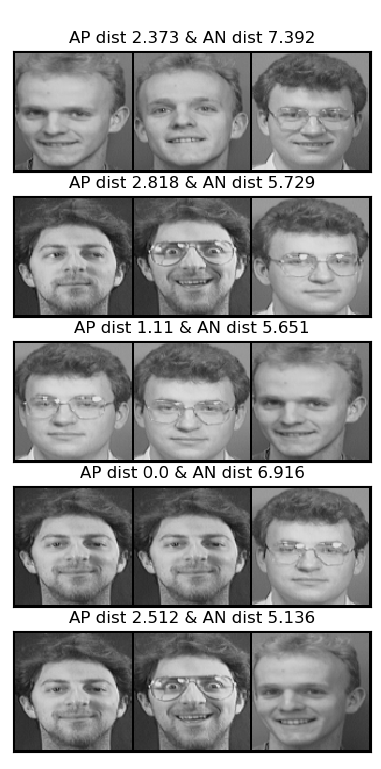 AP dist 2.373 & AN dist 7.392
AP dist 2.818 & AN dist 5.729
AP dist 1.11 & AN dist 5.651
AP dist 0.0 & AN dist 6.916
AP dist 2.512 & AN dist 5.136